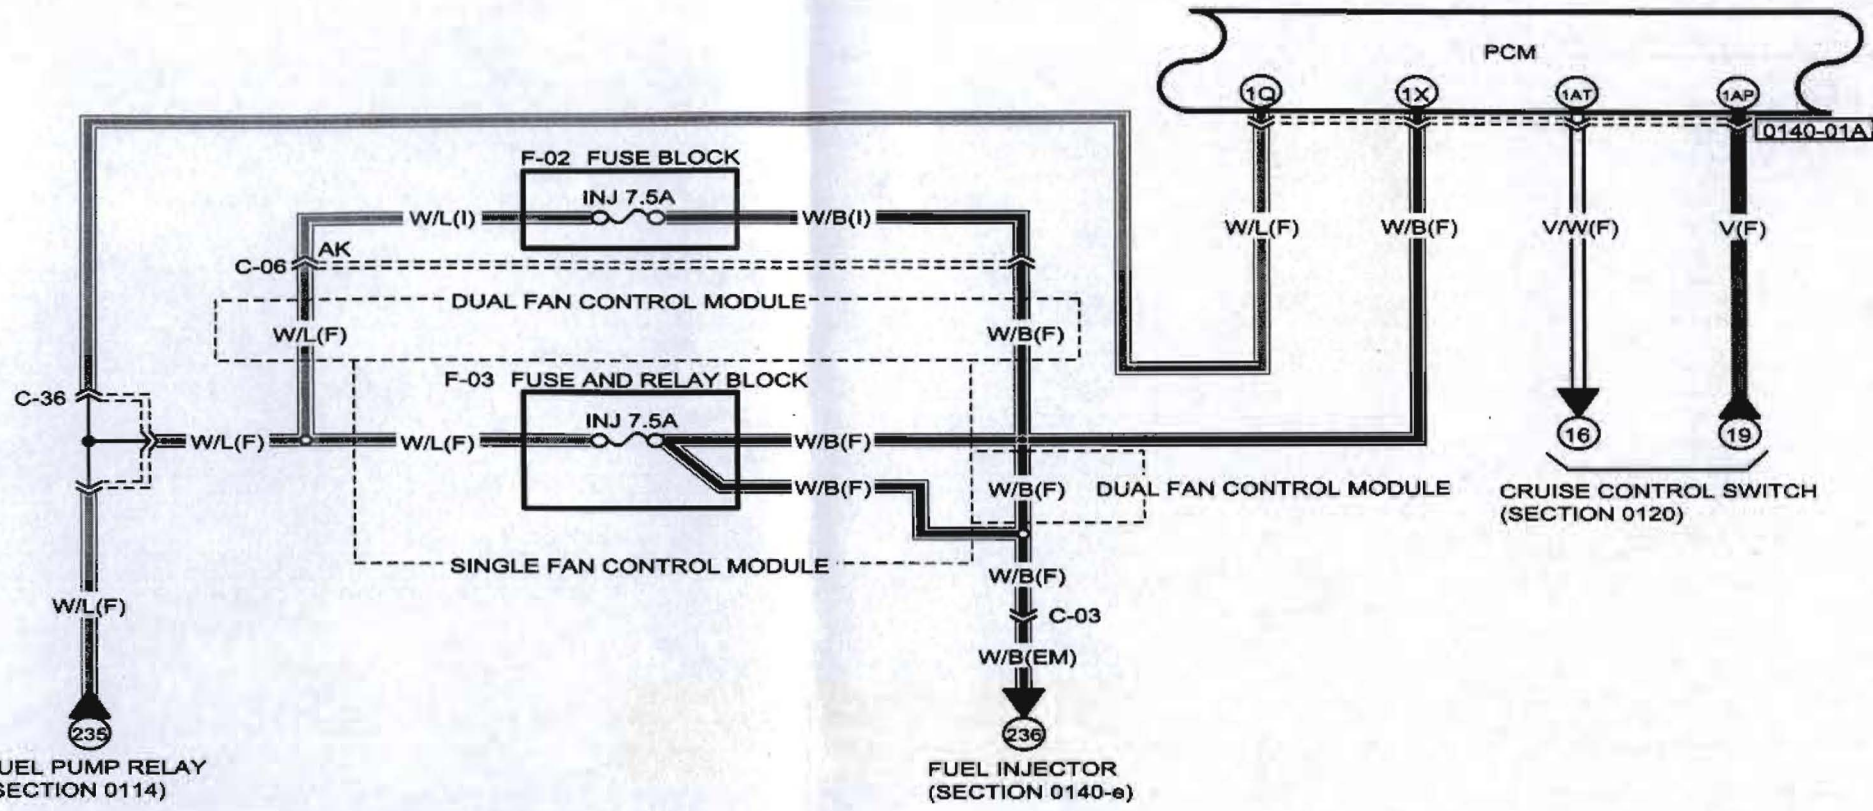 PCM
1Q 1X 1AT 1AP
0140-01A
F-02 FUSE BLOCK
INJ 7.5A
W/L(I) W/B(I)
W/L(F) W/B(F) V/W(F) V(F)
AK
C-06
DUAL FAN CONTROL MODULE
W/L(F) W/B(F)
F-03 FUSE AND RELAY BLOCK
C-36
INJ 7.5A
W/L(F) W/L(F) W/B(F)
16 19
W/B(F) W/B(F) DUAL FAN CONTROL MODULE
CRUISE CONTROL SWITCH
(SECTION 0120)
SINGLE FAN CONTROL MODULE
W/B(F)
W/L(F)
C-03
W/B(EM)
235
236
UEL PUMP RELAY
SECTION 0114)
FUEL INJECTOR
(SECTION 0140-e)